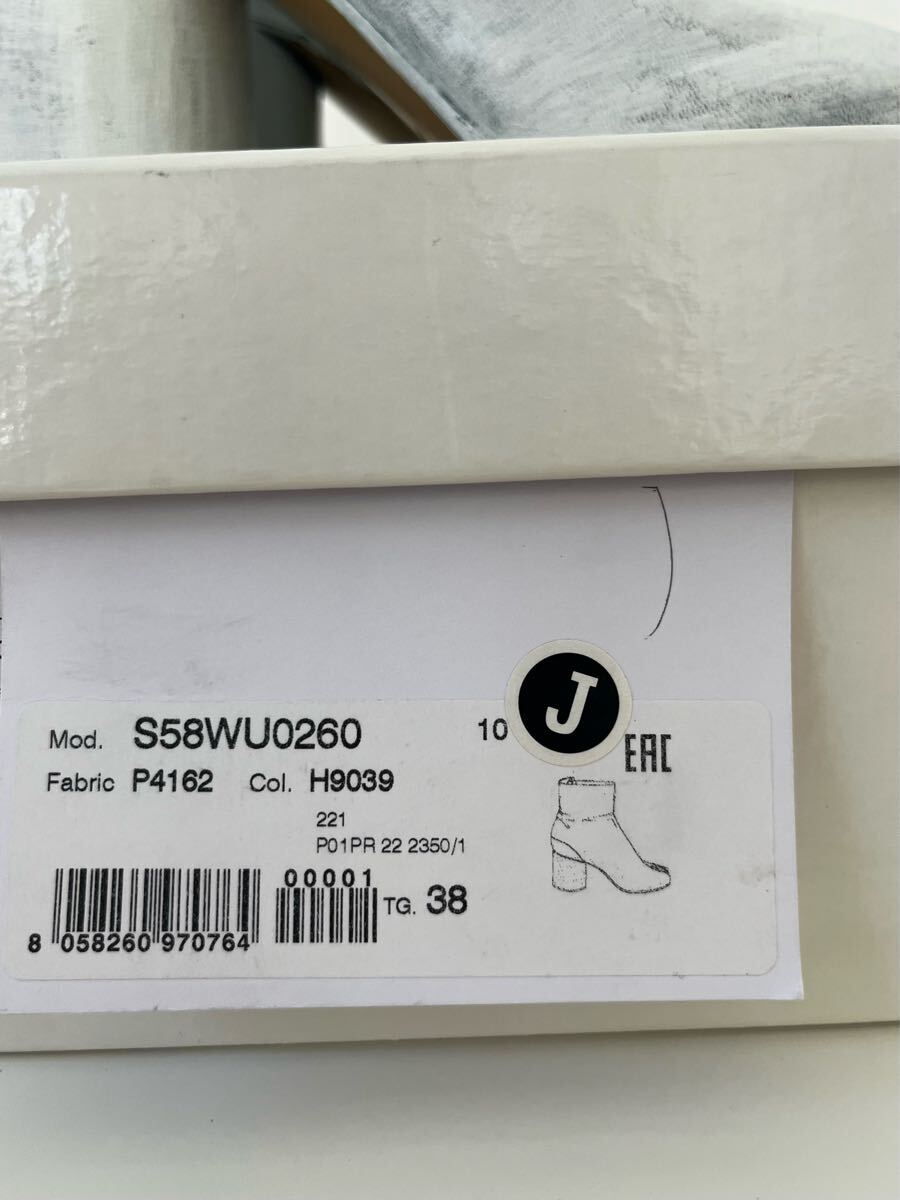 Mod. S58WU0260 10
J
EAC
Fabric P4162 Col. H9039
221
P01PR 22 2350/1
00001
TG. 38
8 058260 970764